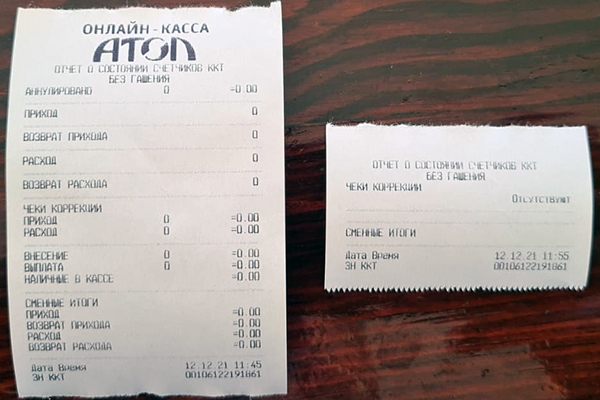 ОНЛАЙН-КАССА
АТОЛ
ОТЧЕТ О СОСТОЯНИИ СЧЕТЧИКОВ ККТ
БЕЗ ГАШЕНИЯ
АННУЛИРОВАНО 0 =0.00
ПРИХОД 0
ВОЗВРАТ ПРИХОДА 0
РАСХОД 0
ВОЗВРАТ РАСХОДА 0
ЧЕКИ КОРРЕКЦИИ
ПРИХОД 0 =0.00
РАСХОД 0 =0.00
ВНЕСЕНИЕ 0 =0.00
ВЫПЛАТА 0 =0.00
НАЛИЧНЫЕ В КАССЕ =0.00
СМЕННЫЕ ИТОГИ
ПРИХОД =0.00
ВОЗВРАТ ПРИХОДА =0.00
РАСХОД =0.00
ВОЗВРАТ РАСХОДА =0.00
Дата Время 12.12.21 11:45
ЗН ККТ 00106122191861
ОТЧЕТ О СОСТОЯНИИ СЧЕТЧИКОВ ККТ
БЕЗ ГАШЕНИЯ
ЧЕКИ КОРРЕКЦИИ
Отсутствуют
СМЕННЫЕ ИТОГИ
Дата Время 12.12.21 11:55
ЗН ККТ 00106122191861